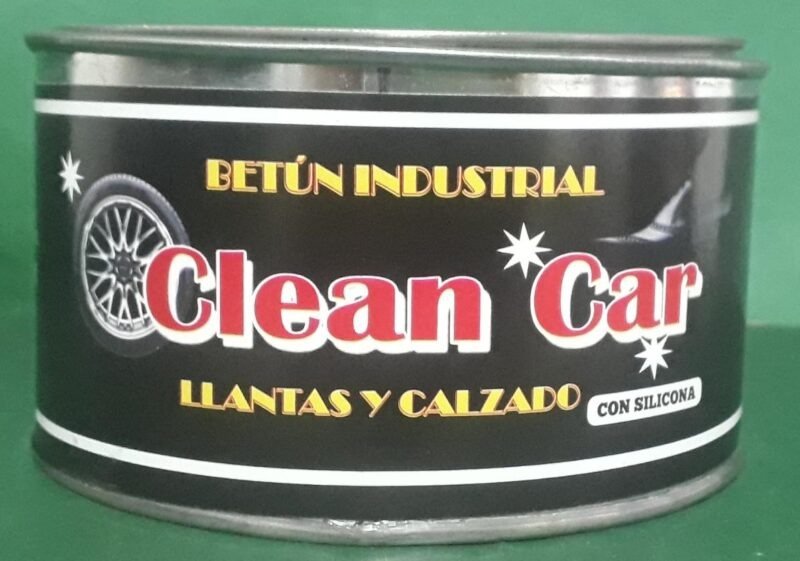 BETÚN INDUSTRIAL
Clean Car
LLANTAS Y CALZADO
CON SILICONA